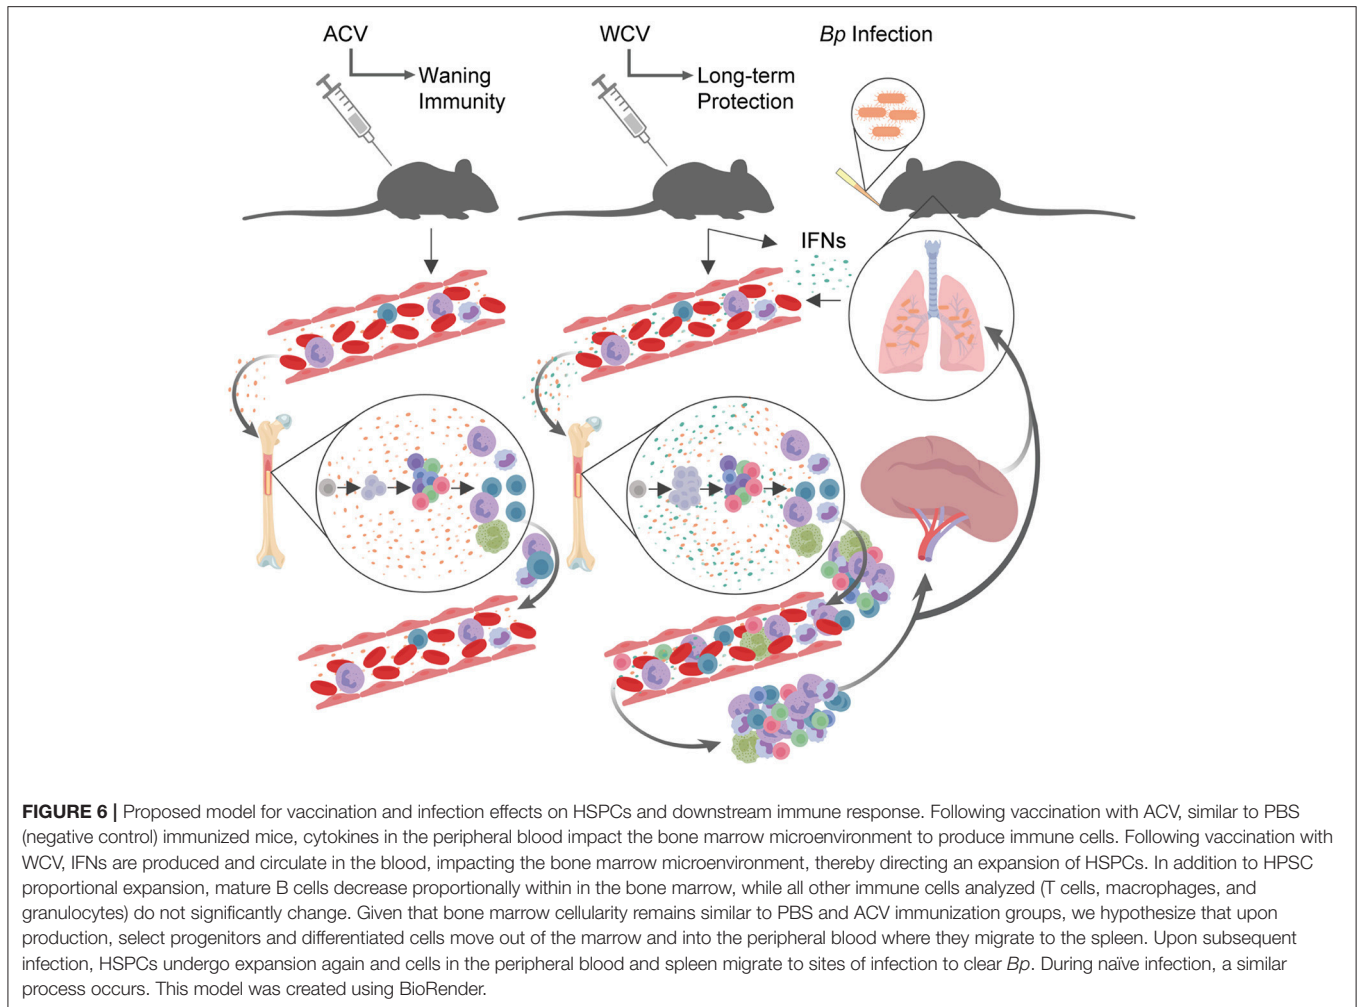 ACV
Waning
Immunity
WCV
Long-term
Protection
Bp Infection
IFNs
FIGURE 6 | Proposed model for vaccination and infection effects on HSPCs and downstream immune response. Following vaccination with ACV, similar to PBS
(negative control) immunized mice, cytokines in the peripheral blood impact the bone marrow microenvironment to produce immune cells. Following vaccination with
WCV, IFNs are produced and circulate in the blood, impacting the bone marrow microenvironment, thereby directing an expansion of HSPCs. In addition to HPSC
proportional expansion, mature B cells decrease proportionally within in the bone marrow, while all other immune cells analyzed (T cells, macrophages, and
granulocytes) do not significantly change. Given that bone marrow cellularity remains similar to PBS and ACV immunization groups, we hypothesize that upon
production, select progenitors and differentiated cells move out of the marrow and into the peripheral blood where they migrate to the spleen. Upon subsequent
infection, HSPCs undergo expansion again and cells in the peripheral blood and spleen migrate to sites of infection to clear Bp. During naïve infection, a similar
process occurs. This model was created using BioRender.